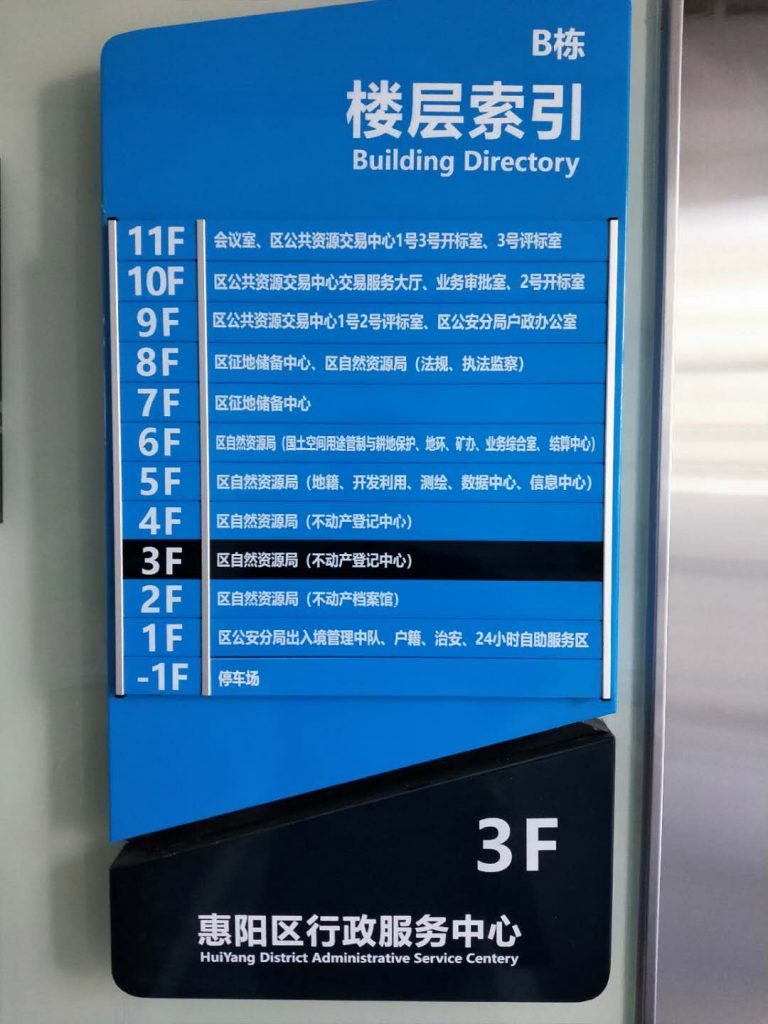 B栋
楼层索引
Building Directory
11F 会议室、区公共资源交易中心1号3号开标室、3号评标室
10F 区公共资源交易中心交易服务大厅、业务审批室、2号开标室
9F 区公共资源交易中心1号2号评标室、区公安分局户政办公室
8F 区征地储备中心、区自然资源局（法规、执法监察）
7F 区征地储备中心
6F 区自然资源局（国土空间用途管制与耕地保护、地环、矿办、业务综合室、结算中心）
5F 区自然资源局（地籍、开发利用、测绘、数据中心、信息中心）
4F 区自然资源局（不动产登记中心）
3F 区自然资源局（不动产登记中心）
2F 区自然资源局（不动产档案馆）
1F 区公安分局出入境管理中队、户籍、治安、24小时自助服务区
-1F 停车场
3F
惠阳区行政服务中心
HuiYang District Administrative Service Centery